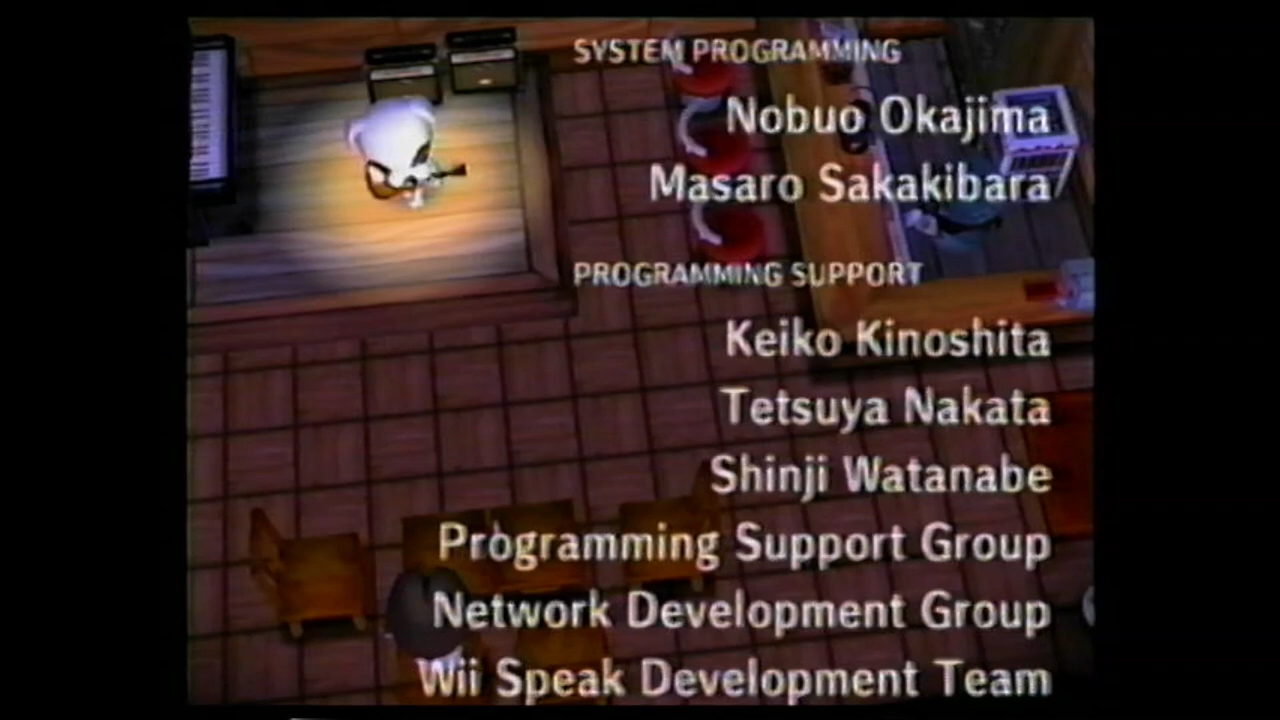 SYSTEM PROGRAMMING
Nobuo Okajima
Masaro Sakakibara
PROGRAMMING SUPPORT
Keiko Kinoshita
Tetsuya Nakata
Shinji Watanabe
Programming Support Group
Network Development Group
Wii Speak Development Team